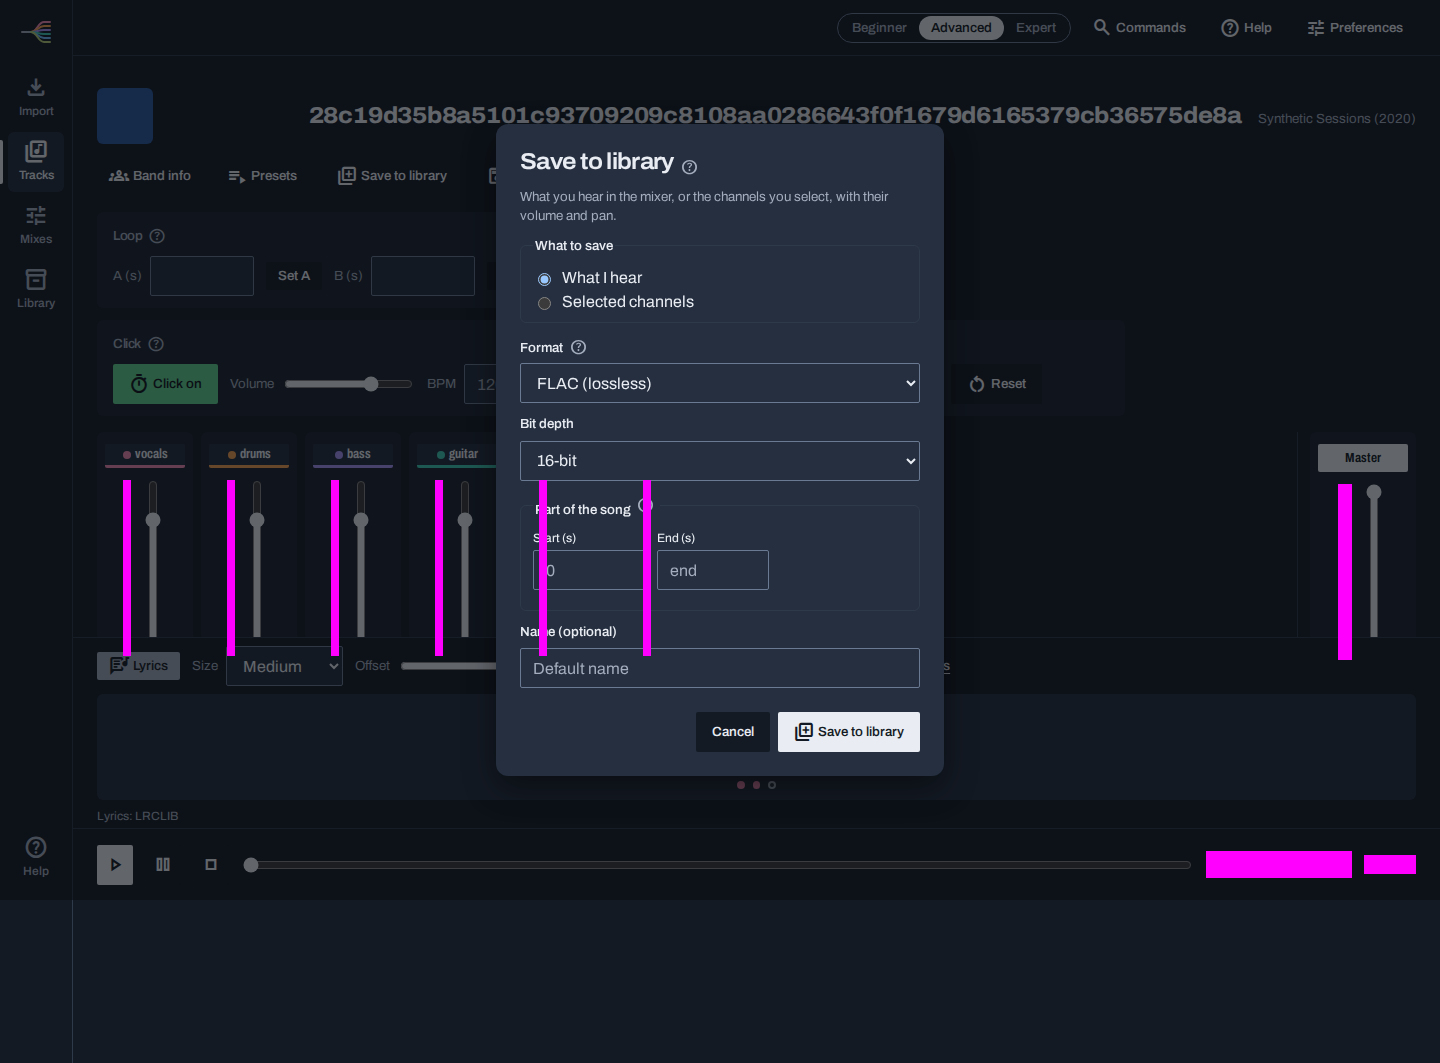 Beginner Advanced Expert Commands Help Preferences
Import
Tracks
Mixes
Library
Help
28c19d35b8a5101c93709209c8108aa0286643f0f1679d6165379cb36575de8a Synthetic Sessions (2020)
Band info Presets Save to library
Loop
A (s) Set A B (s)
Click
Click on Volume BPM Reset
vocals drums bass guitar Master
Save to library
What you hear in the mixer, or the channels you select, with their
volume and pan.
What to save
What I hear
Selected channels
Format
FLAC (lossless)
Bit depth
16-bit
Part of the song
Start (s) End (s)
0 end
Name (optional)
Default name
Cancel Save to library
Lyrics Size Medium Offset
Lyrics: LRCLIB